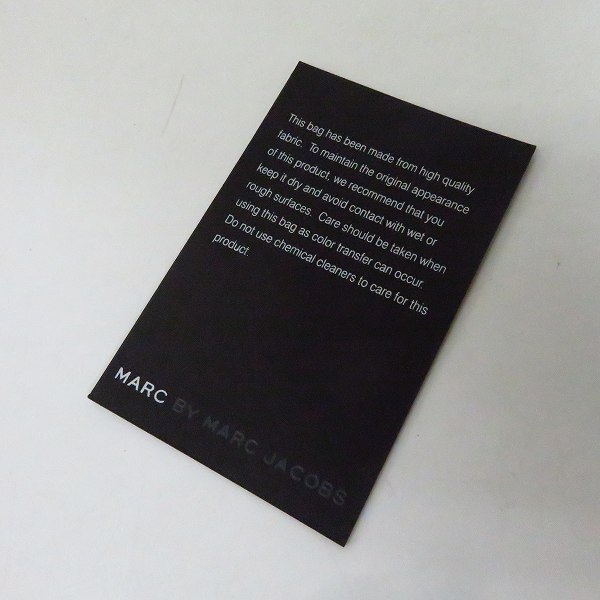 This bag has been made from high quality
fabric. To maintain the original appearance
of this product, we recommend that you
keep it dry and avoid contact with wet or
rough surfaces. Care should be taken when
using this bag as color transfer can occur.
Do not use chemical cleaners to care for this
product.
MARC BY MARC JACOBS